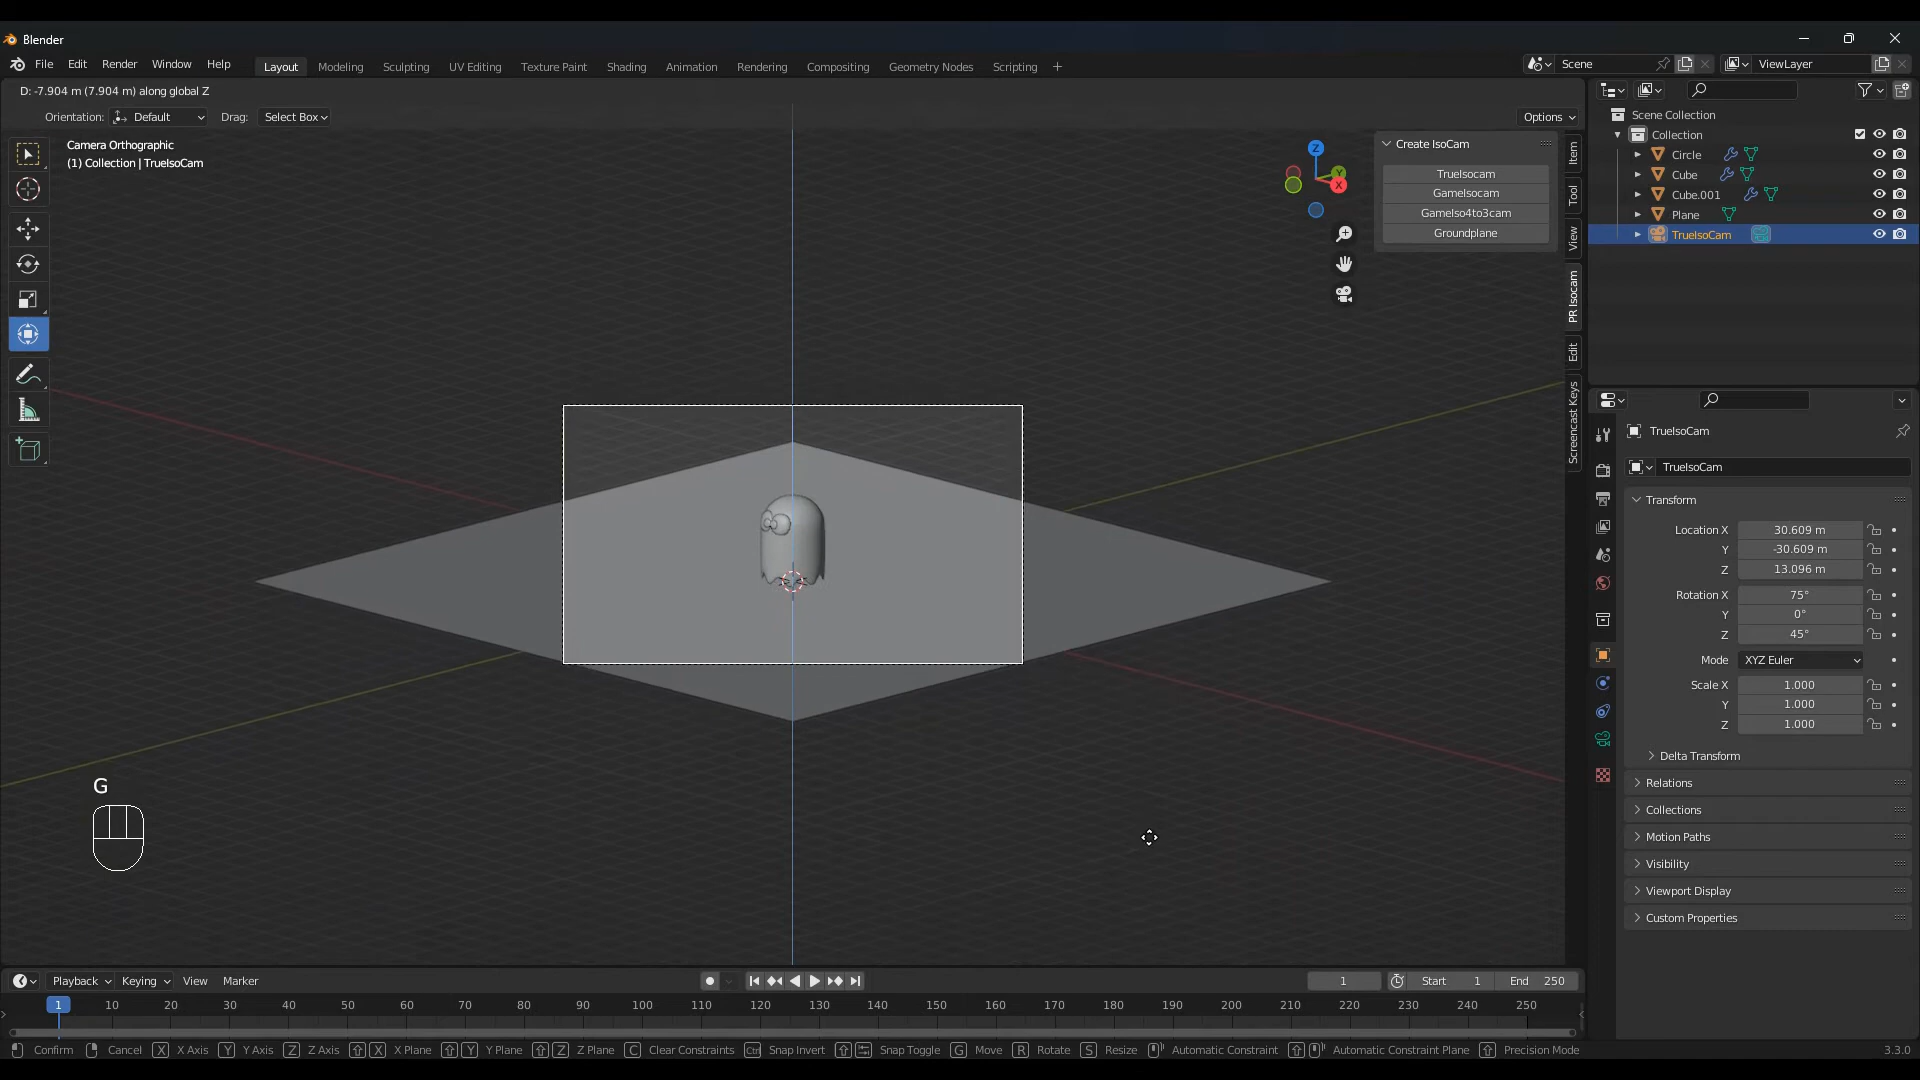 Blender
File Edit Render Window Help Layout Modeling Sculpting UV Editing Texture Paint Shading Animation Rendering Compositing Geometry Nodes Scripting + Scene ViewLayer
D: -7.904 m (7.904 m) along global Z
Orientation: Default Drag: Select Box Options
Camera Orthographic
(1) Collection | TrueIsoCam
Z
Y
X
Create IsoCam
TrueIsocam
GameIsocam
GameIso4to3cam
Groundplane
Item
Tool
View
PR Isocam
Edit
Screencast Keys
Scene Collection
Collection
Circle
Cube
Cube.001
Plane
TrueIsoCam
TrueIsoCam
TrueIsoCam
Transform
Location X 30.609 m
Y -30.609 m
Z 13.096 m
Rotation X 75°
Y 0°
Z 45°
Mode XYZ Euler
Scale X 1.000
Y 1.000
Z 1.000
Delta Transform
Relations
Collections
Motion Paths
Visibility
Viewport Display
Custom Properties
G
Playback Keying View Marker 1 Start 1 End 250
1 10 20 30 40 50 60 70 80 90 100 110 120 130 140 150 160 170 180 190 200 210 220 230 240 250
Confirm Cancel X X Axis Y Y Axis Z Z Axis X X Plane Y Y Plane Z Z Plane C Clear Constraints Ctrl Snap Invert Snap Toggle G Move R Rotate S Resize Automatic Constraint Automatic Constraint Plane Precision Mode 3.3.0